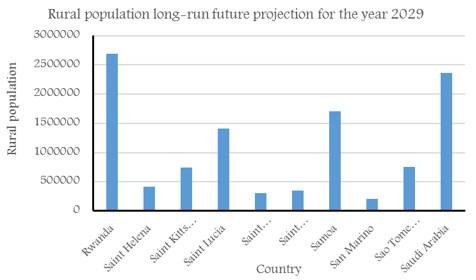 Rural population long-run future projection for the year 2029
3000000
2500000
2000000
1500000
1000000
500000
0
Rural population
Rwanda
Saint Helena
Saint Kitts...
Saint Lucia
Saint...
Saint...
Samoa
San Marino
Sao Tome...
Saudi Arabia
Country